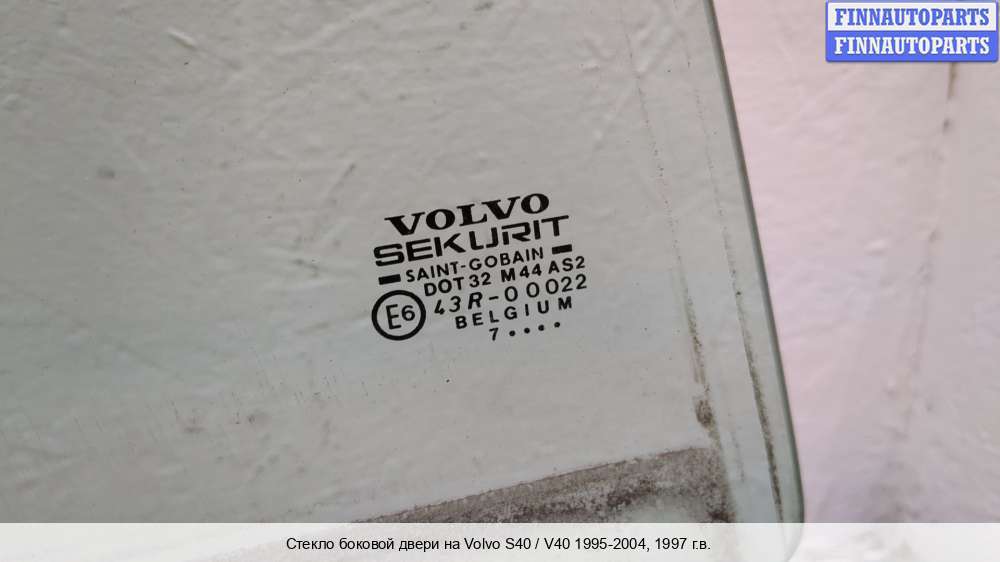 FINNAUTOPARTS
FINNAUTOPARTS
VOLVO
SEKURIT
SAINT-GOBAIN
DOT 32 M44 AS2
E6 43R-00022
BELGIUM
7 ••••
Стекло боковой двери на Volvo S40 / V40 1995-2004, 1997 г.в.